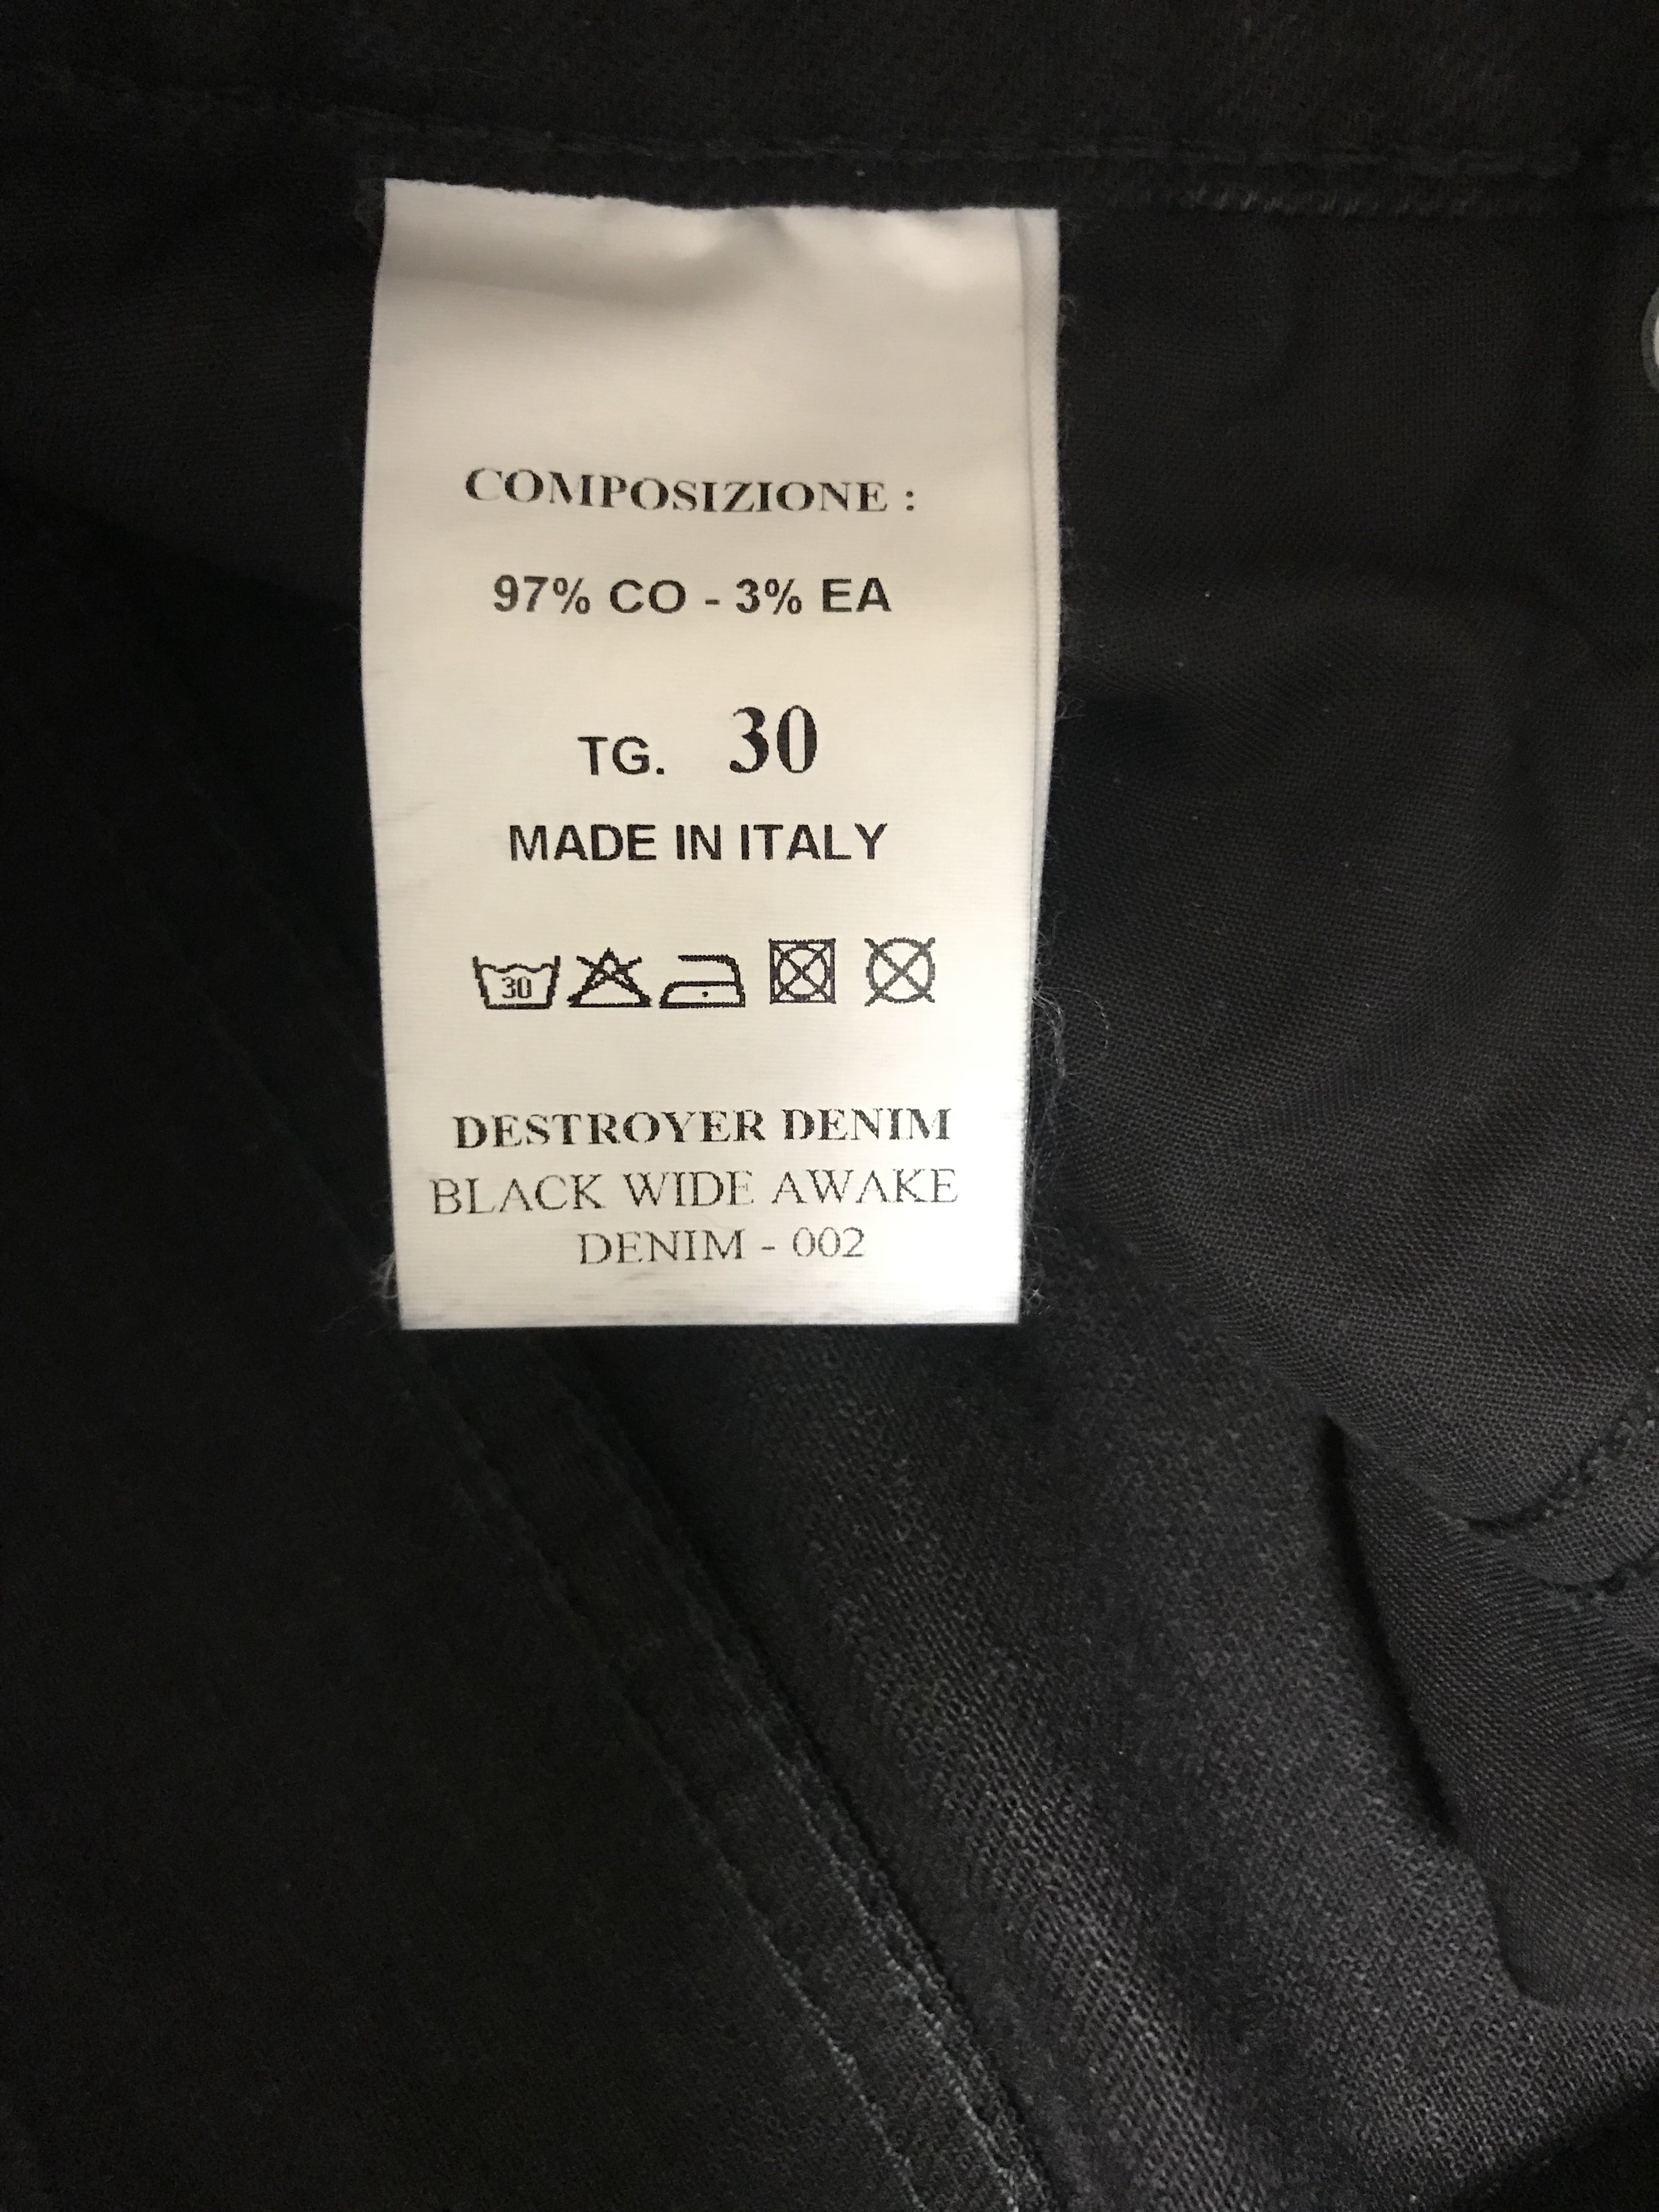 COMPOSIZIONE :
97% CO - 3% EA
TG. 30
MADE IN ITALY
30
DESTROYER DENIM
BLACK WIDE AWAKE
DENIM - 002